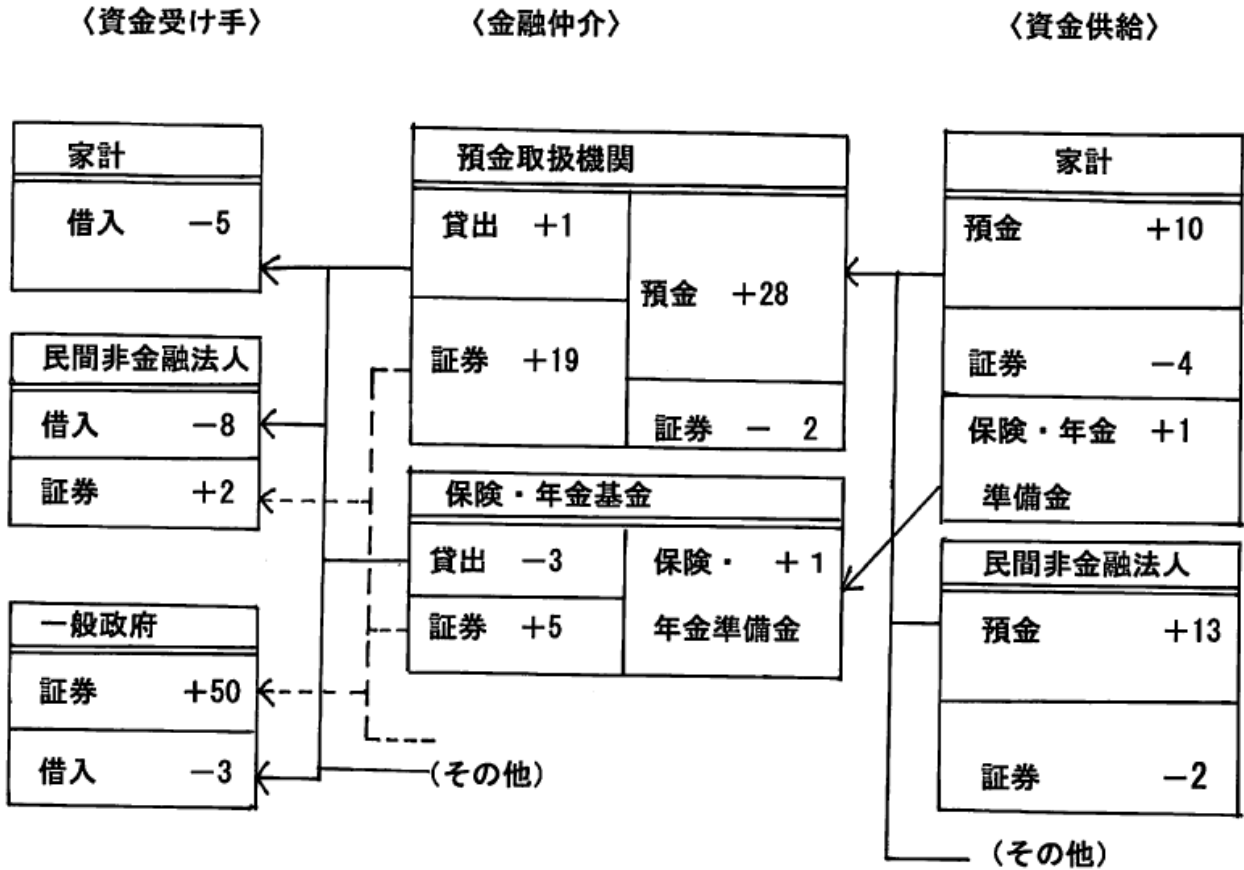 〈資金受け手〉
〈金融仲介〉
〈資金供給〉
家計
借入 -5
民間非金融法人
借入 -8
証券 +2
一般政府
証券 +50
借入 -3
預金取扱機関
貸出 +1
証券 +19
預金 +28
証券 - 2
保険・年金基金
貸出 -3
証券 +5
保険・ +1
年金準備金
(その他)
家計
預金 +10
証券 -4
保険・年金 +1
準備金
民間非金融法人
預金 +13
証券 -2
(その他)